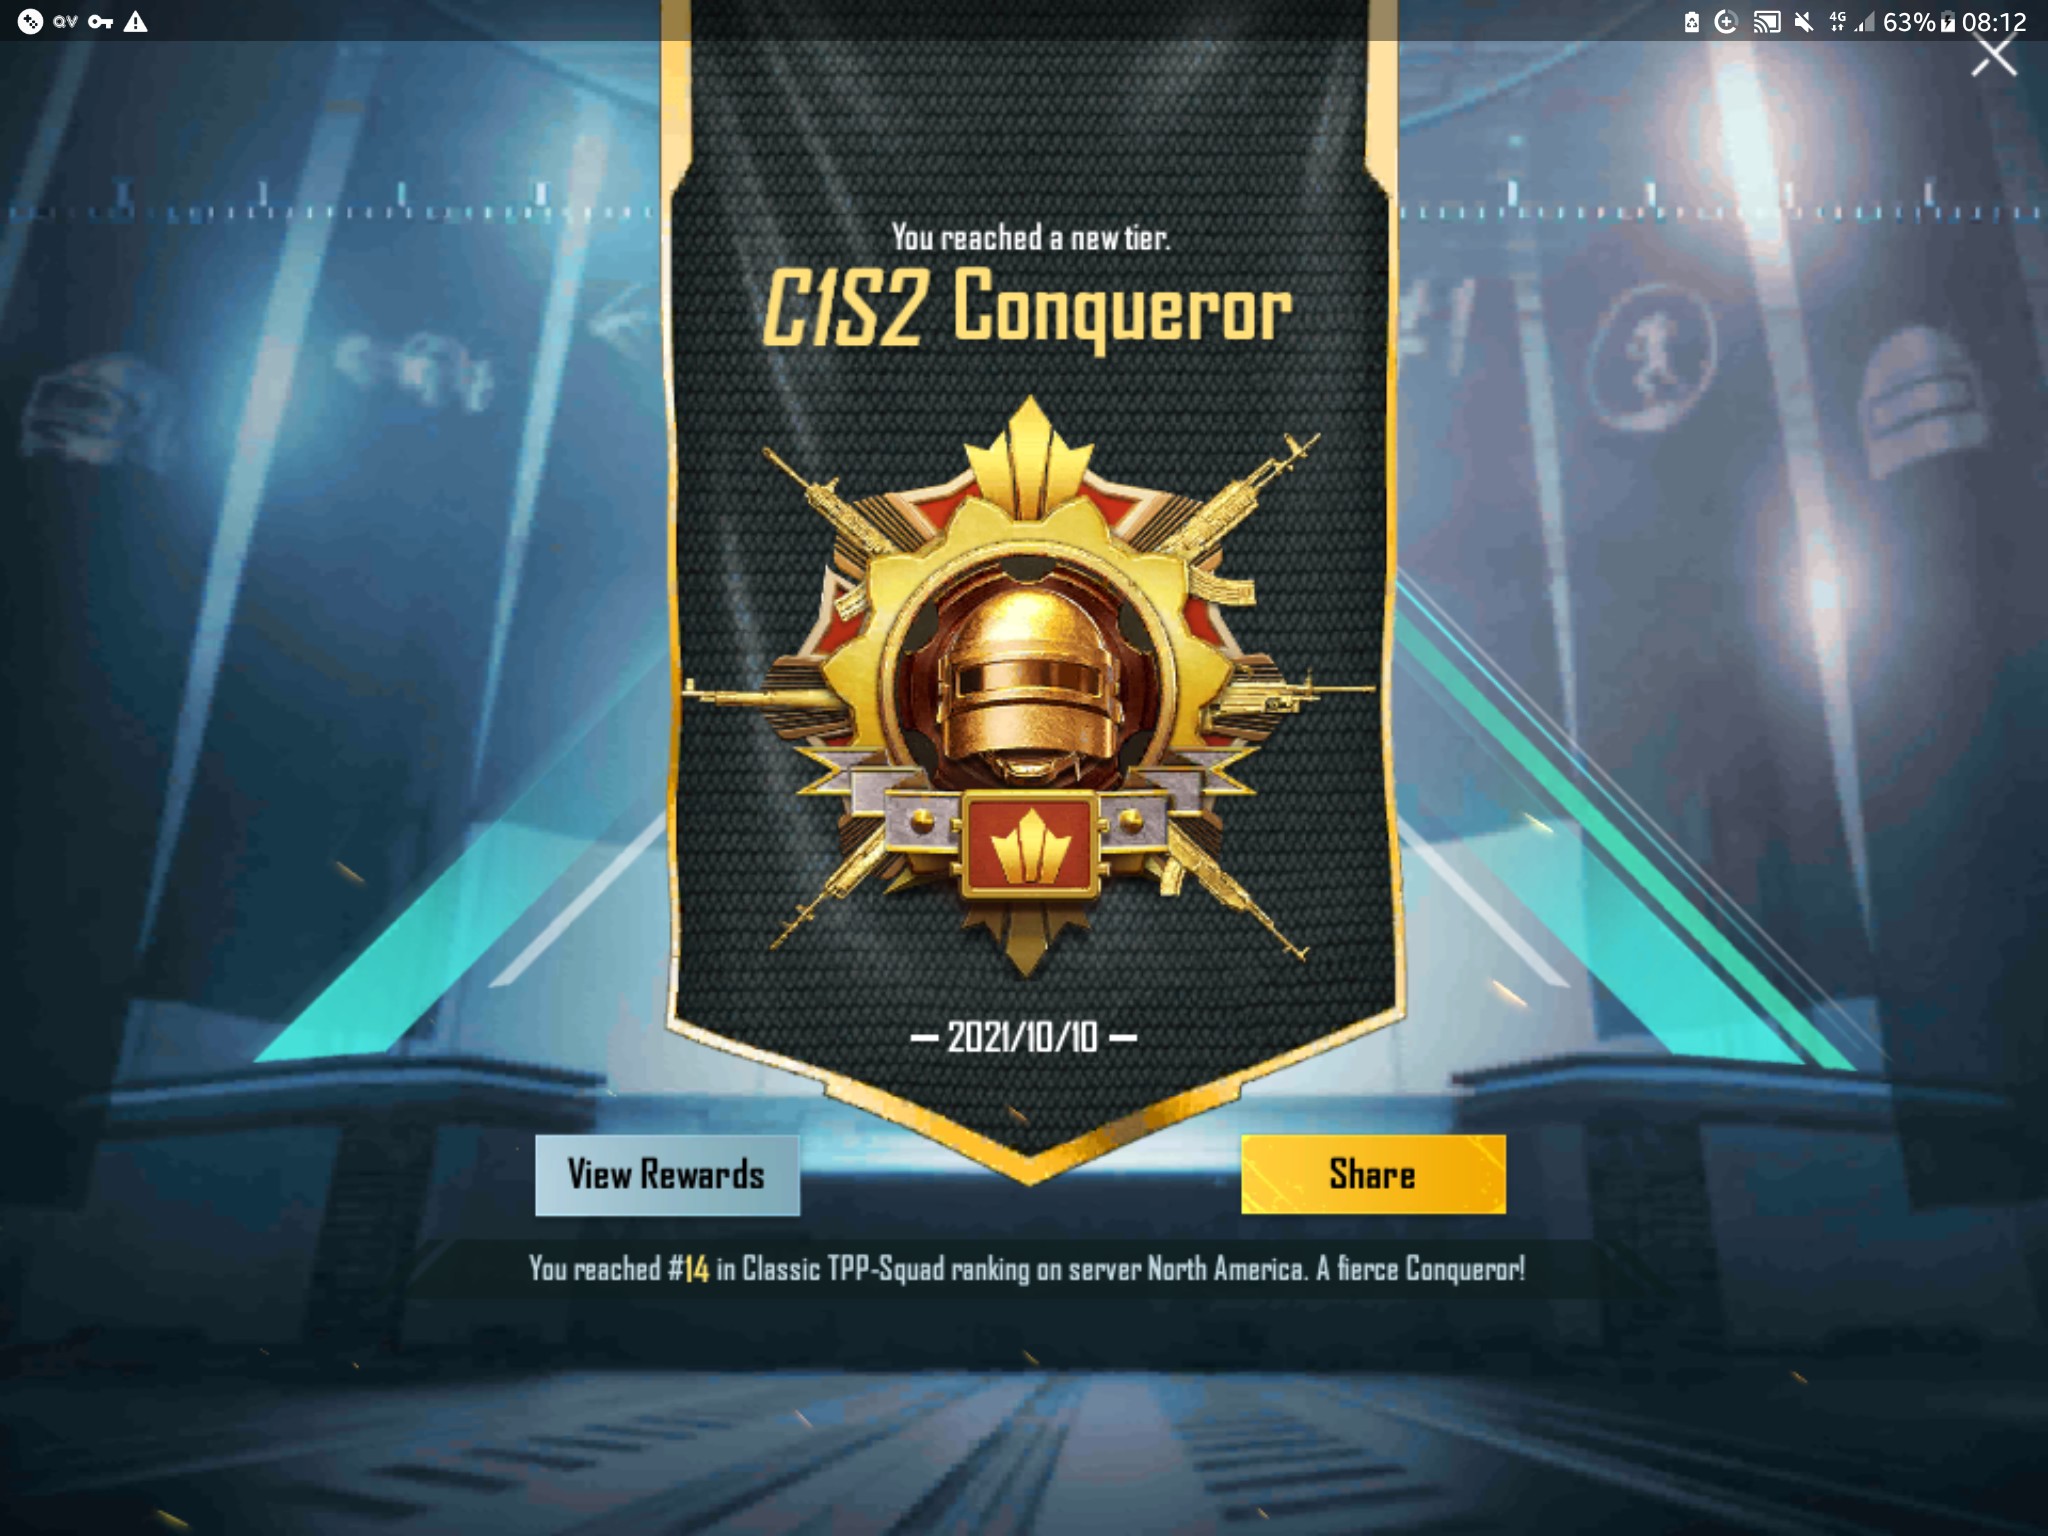 QV 4G 63% 08:12
You reached a new tier.
C1S2 Conqueror
— 2021/10/10 —
View Rewards
Share
You reached #14 in Classic TPP-Squad ranking on server North America. A fierce Conqueror!